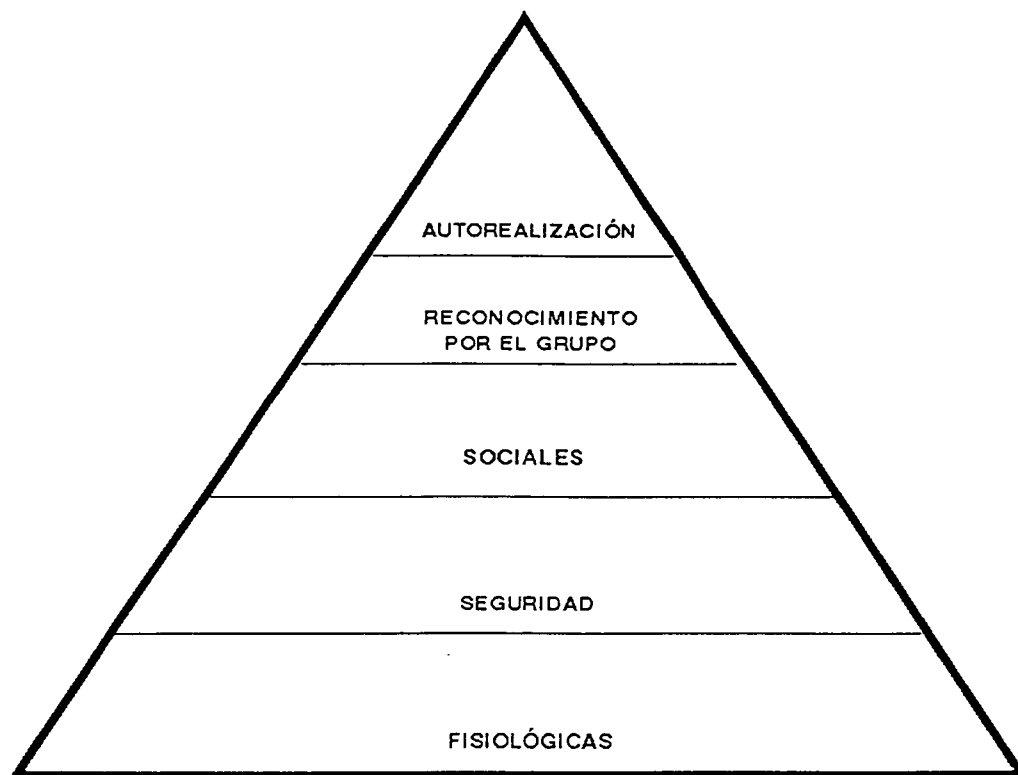 AUTOREALIZACIÓN
RECONOCIMIENTO
POR EL GRUPO
SOCIALES
SEGURIDAD
FISIOLÓGICAS